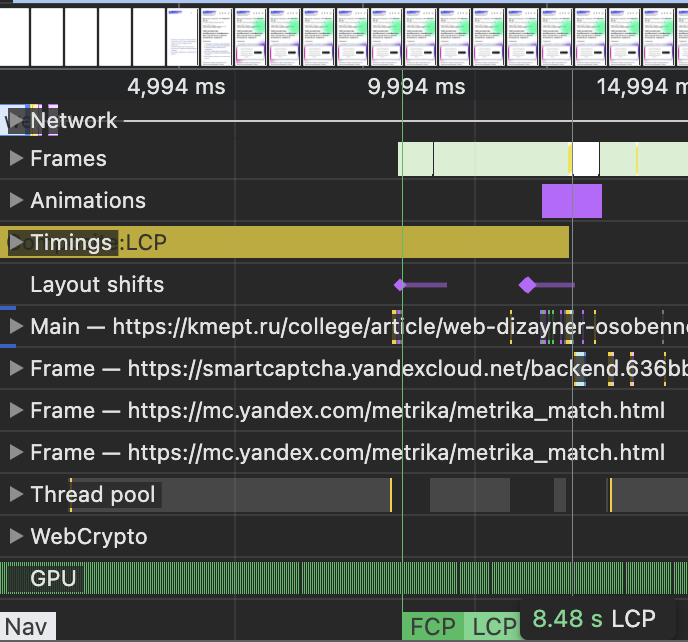 4,994 ms 9,994 ms 14,994 m
Network
Frames
Animations
Timings:LCP
Layout shifts
Main — https://kmept.ru/college/article/web-dizayner-osobenno
Frame — https://smartcaptcha.yandexcloud.net/backend.636bb
Frame — https://mc.yandex.com/metrika/metrika_match.html
Frame — https://mc.yandex.com/metrika/metrika_match.html
Thread pool
WebCrypto
GPU
Nav FCP LCP 8.48 s LCP